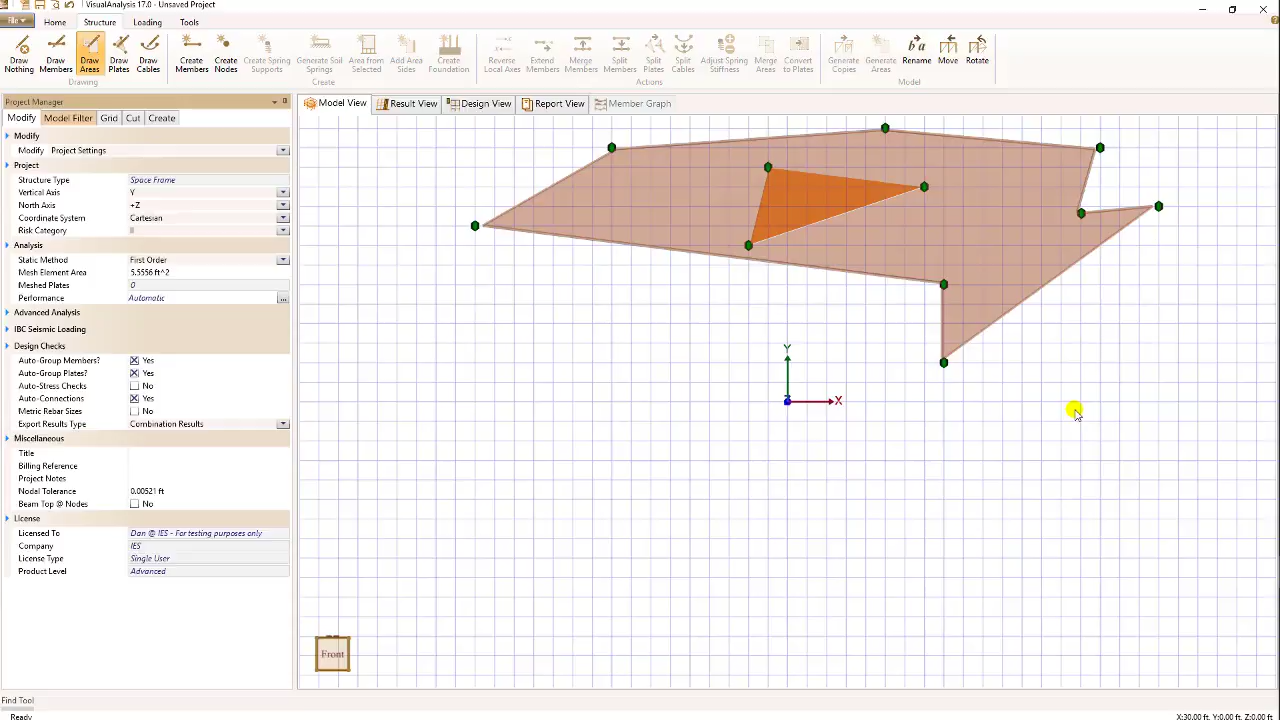 VisualAnalysis 17.0 - Unsaved Project
File Home Structure Loading Tools
Draw Nothing
Draw Members
Draw Areas
Draw Plates
Draw Cables
Create Members
Create Nodes
Create Spring Supports
Generate Soil Springs
Area from Selected
Add Area Sides
Create Foundation
Reverse Local Axes
Extend Members
Merge Members
Split Members
Split Plates
Split Cables
Adjust Spring Stiffness
Merge Areas
Convert to Plates
Generate Copies
Generate Areas
Rename
Move
Rotate
Drawing Create Actions Model
Project Manager
Model View Result View Design View Report View Member Graph
Modify Model Filter Grid Cut Create
Modify
Modify Project Settings
Project
Structure Type Space Frame
Vertical Axis Y
North Axis +Z
Coordinate System Cartesian
Risk Category II
Analysis
Static Method First Order
Mesh Element Area 5.5556 ft^2
Meshed Plates 0
Performance Automatic ...
Advanced Analysis
IBC Seismic Loading
Design Checks
Auto-Group Members? Yes
Auto-Group Plates? Yes
Auto-Stress Checks No
Auto-Connections Yes
Metric Rebar Sizes No
Export Results Type Combination Results
Miscellaneous
Title
Billing Reference
Project Notes
Nodal Tolerance 0.00521 ft
Beam Top @ Nodes No
License
Licensed To Dan @ IES - For testing purposes only
Company IES
License Type Single User
Product Level Advanced
Y
X
Front
Find Tool
Ready X:30.00 ft. Y:0.00 ft. Z:0.00 ft.